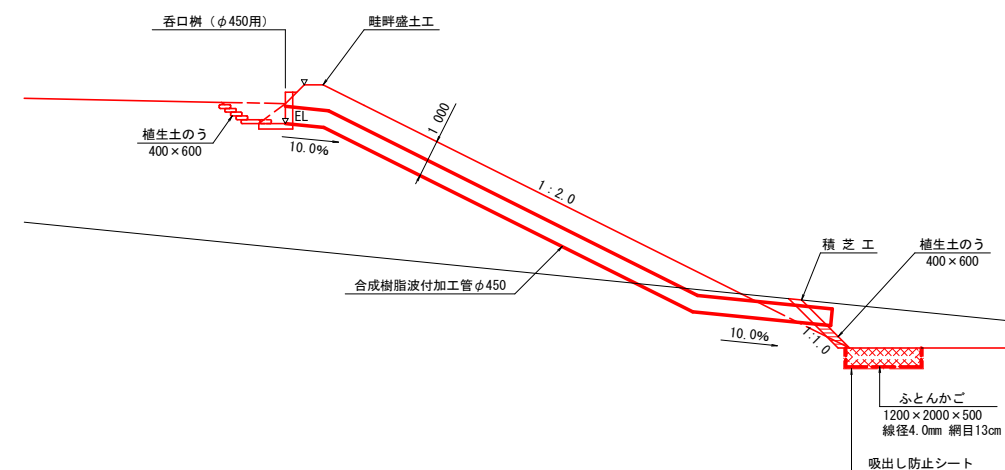 呑口桝（φ450用）
畦畔盛土工
EL
植生土のう
400×600
10.0%
1 000
1：2.0
合成樹脂波付加工管φ450
積 芝 工
植生土のう
400×600
10.0%
1:1.0
ふとんかご
1200×2000×500
線径4.0mm 網目13cm
吸出し防止シート